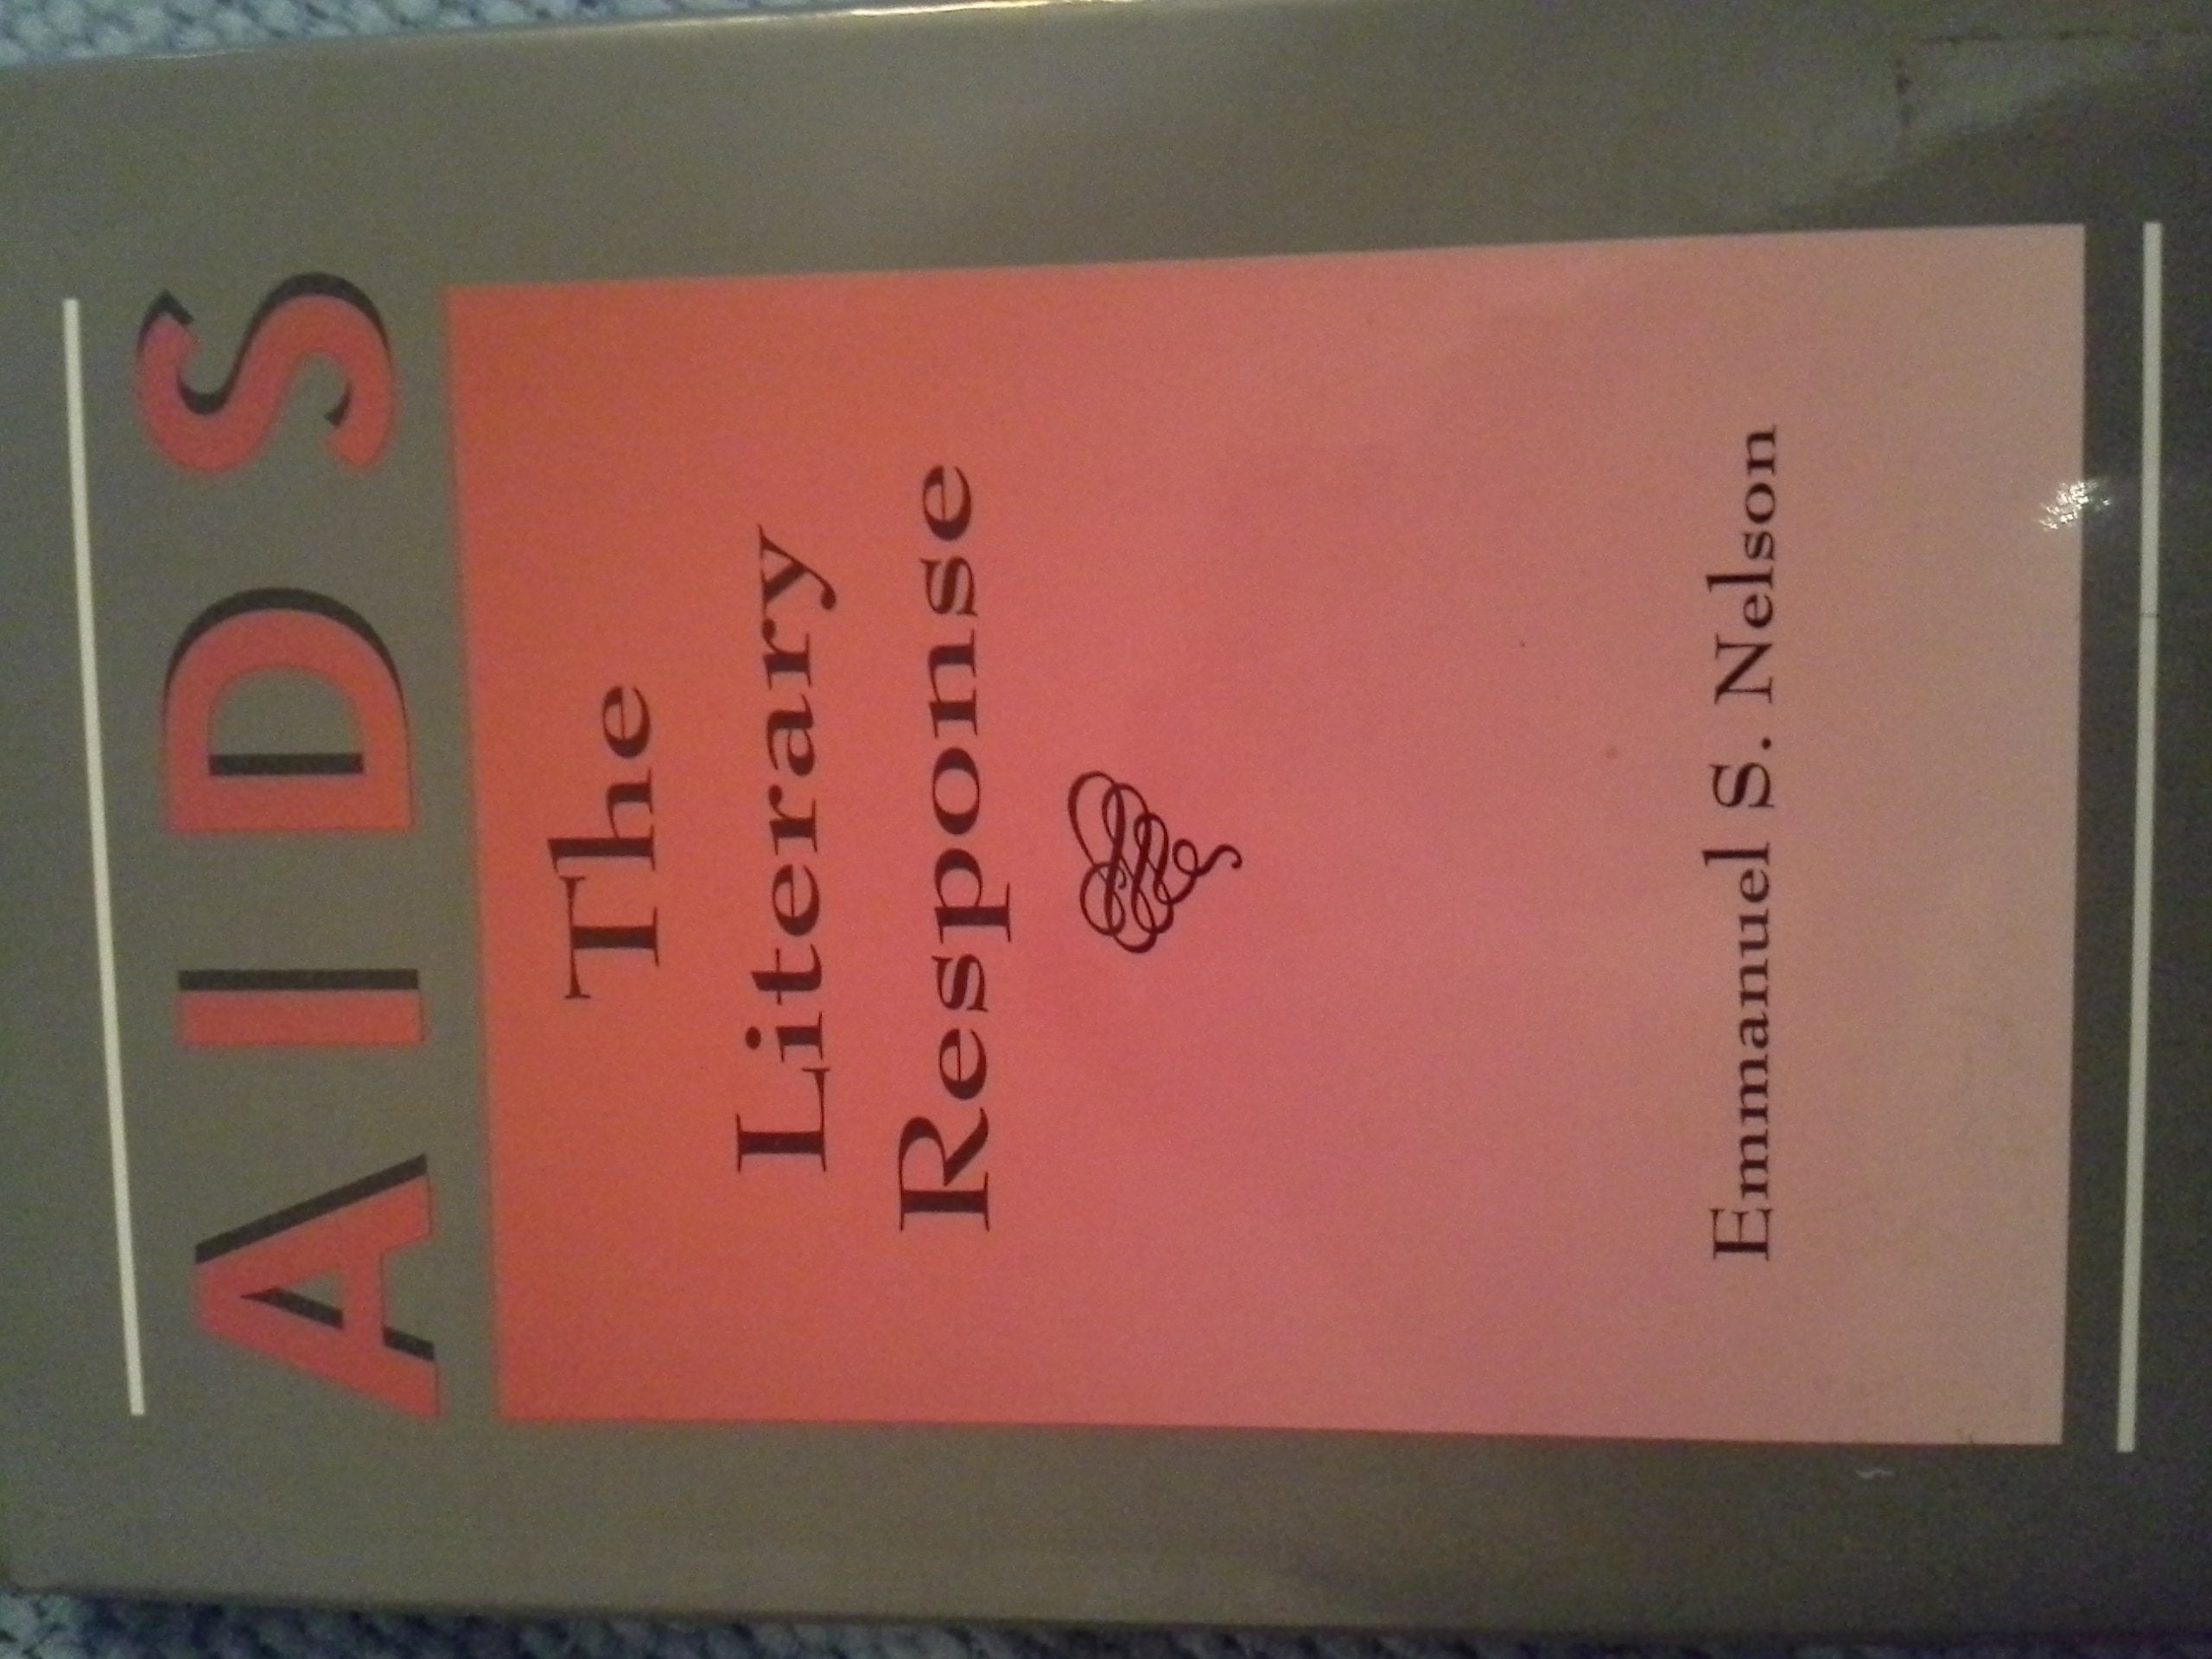 AIDS
The
Literary
Response
Emmanuel S. Nelson